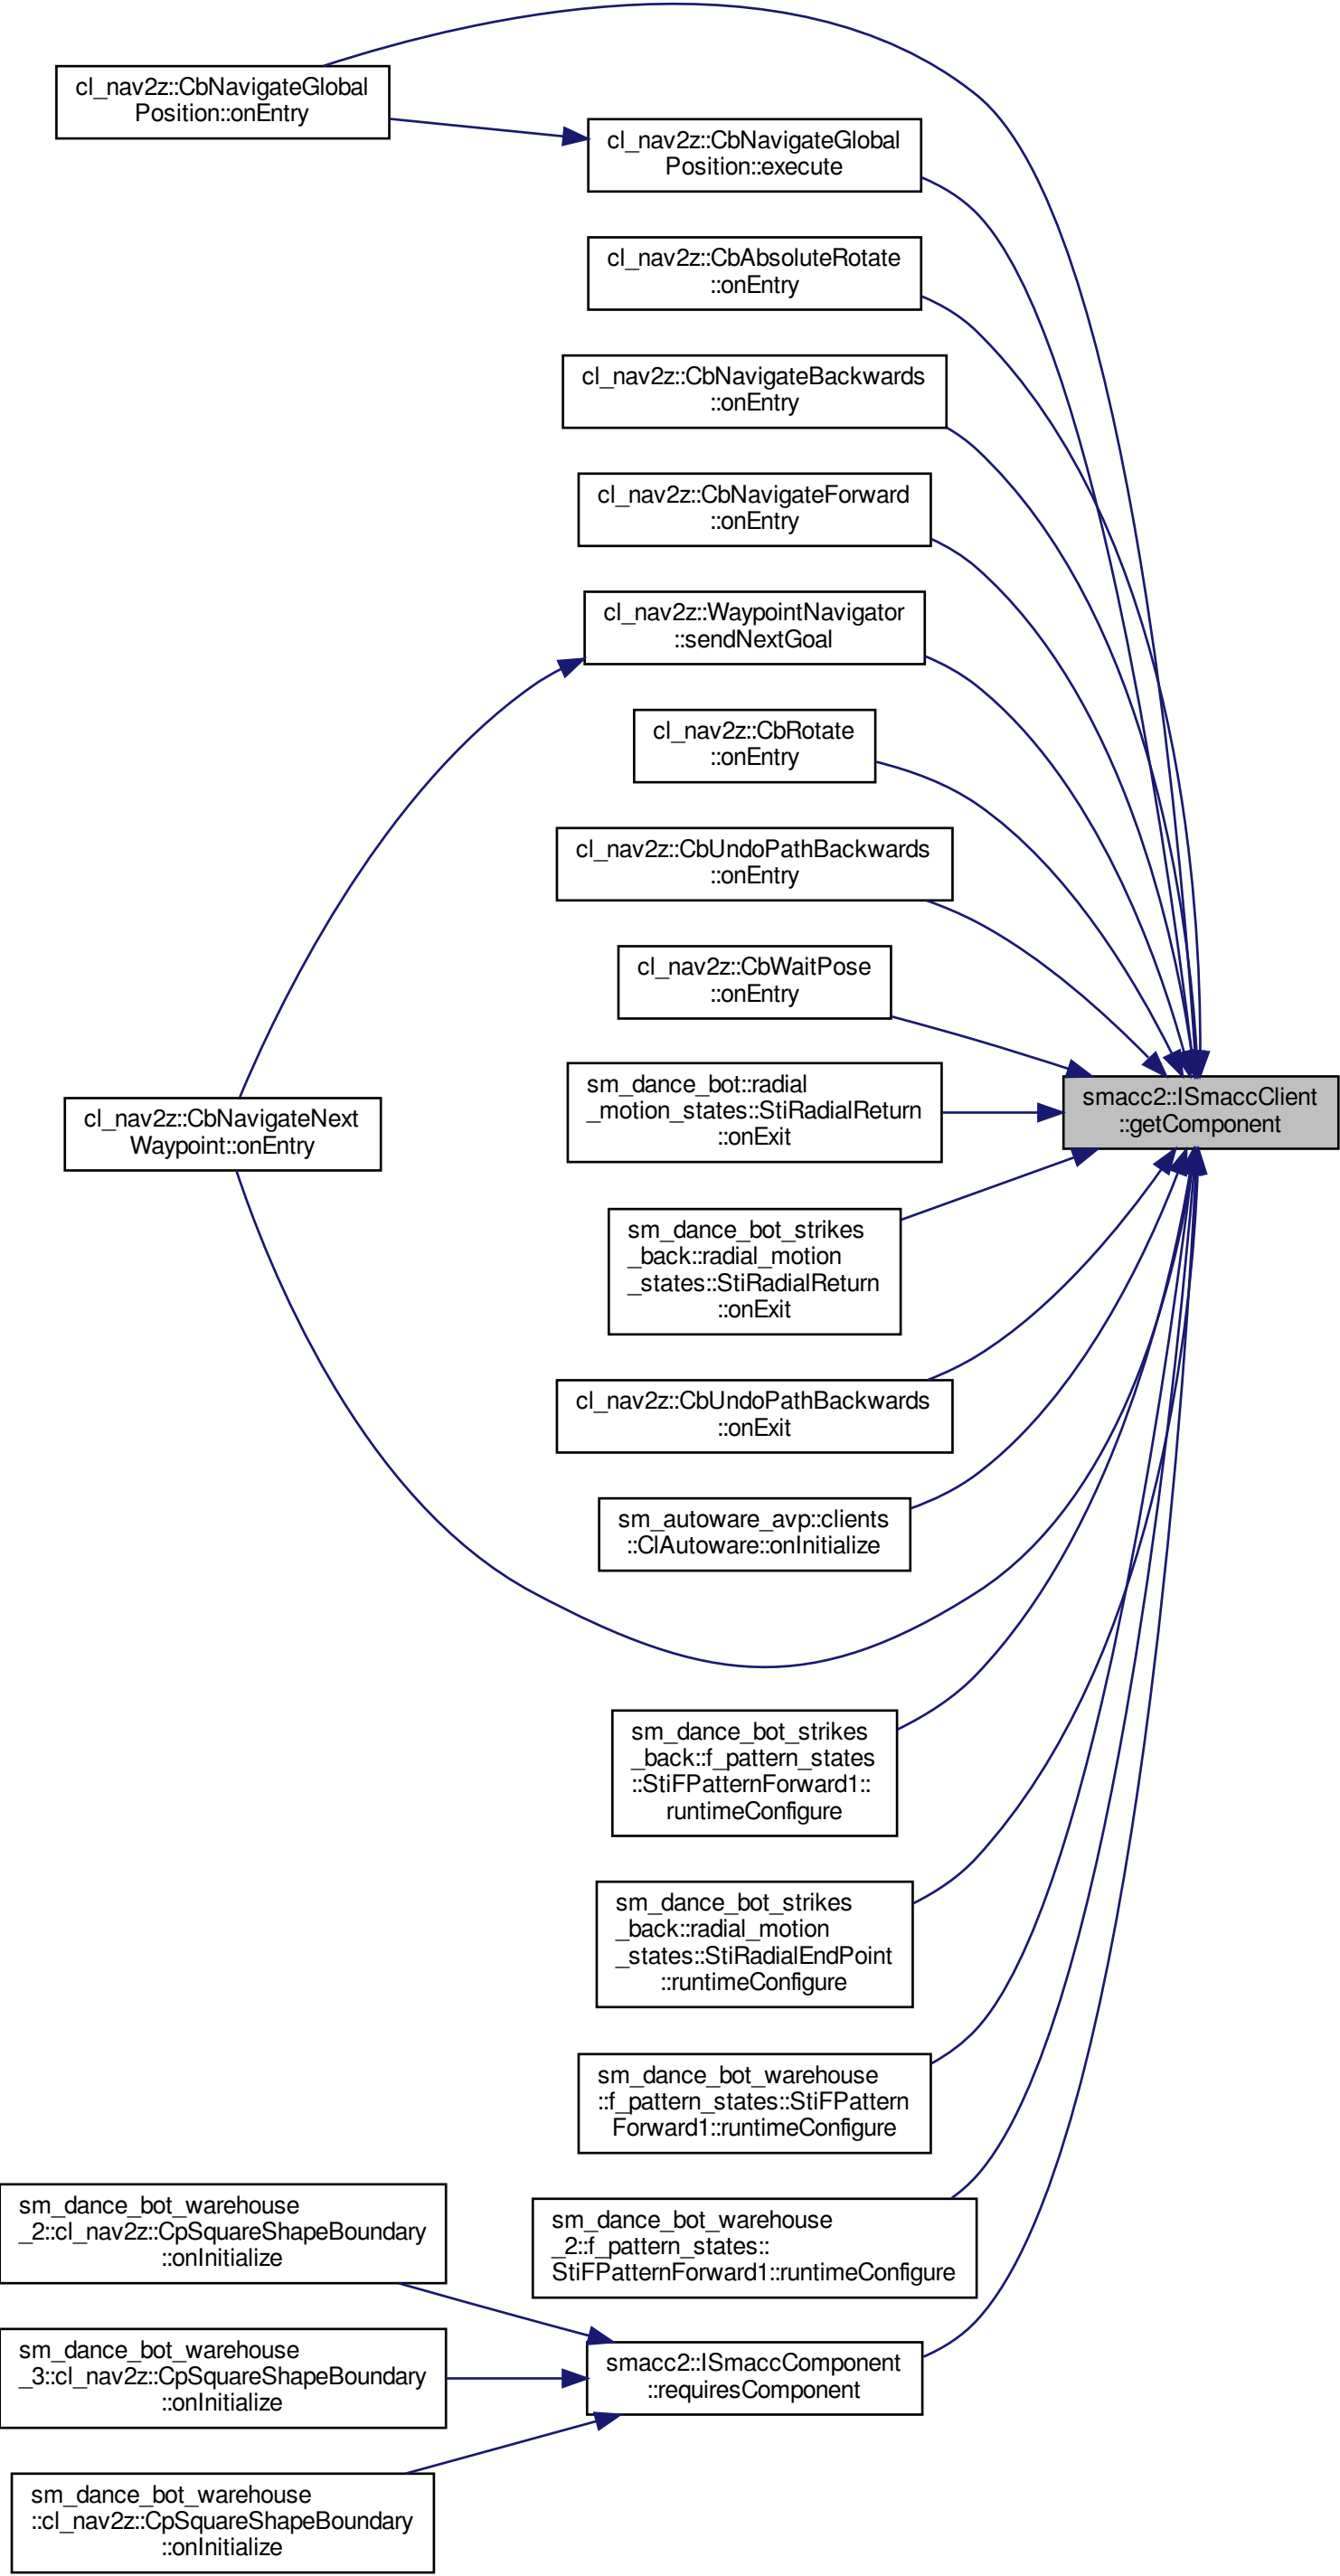 cl_nav2z::CbNavigateGlobal
Position::onEntry
cl_nav2z::CbNavigateGlobal
Position::execute
cl_nav2z::CbAbsoluteRotate
::onEntry
cl_nav2z::CbNavigateBackwards
::onEntry
cl_nav2z::CbNavigateForward
::onEntry
cl_nav2z::WaypointNavigator
::sendNextGoal
cl_nav2z::CbRotate
::onEntry
cl_nav2z::CbUndoPathBackwards
::onEntry
cl_nav2z::CbWaitPose
::onEntry
sm_dance_bot::radial
_motion_states::StiRadialReturn
::onExit
smacc2::ISmaccClient
::getComponent
cl_nav2z::CbNavigateNext
Waypoint::onEntry
sm_dance_bot_strikes
_back::radial_motion
_states::StiRadialReturn
::onExit
cl_nav2z::CbUndoPathBackwards
::onExit
sm_autoware_avp::clients
::ClAutoware::onInitialize
sm_dance_bot_strikes
_back::f_pattern_states
::StiFPatternForward1::
runtimeConfigure
sm_dance_bot_strikes
_back::radial_motion
_states::StiRadialEndPoint
::runtimeConfigure
sm_dance_bot_warehouse
::f_pattern_states::StiFPattern
Forward1::runtimeConfigure
sm_dance_bot_warehouse
_2::f_pattern_states::
StiFPatternForward1::runtimeConfigure
sm_dance_bot_warehouse
_2::cl_nav2z::CpSquareShapeBoundary
::onInitialize
sm_dance_bot_warehouse
_3::cl_nav2z::CpSquareShapeBoundary
::onInitialize
smacc2::ISmaccComponent
::requiresComponent
sm_dance_bot_warehouse
::cl_nav2z::CpSquareShapeBoundary
::onInitialize